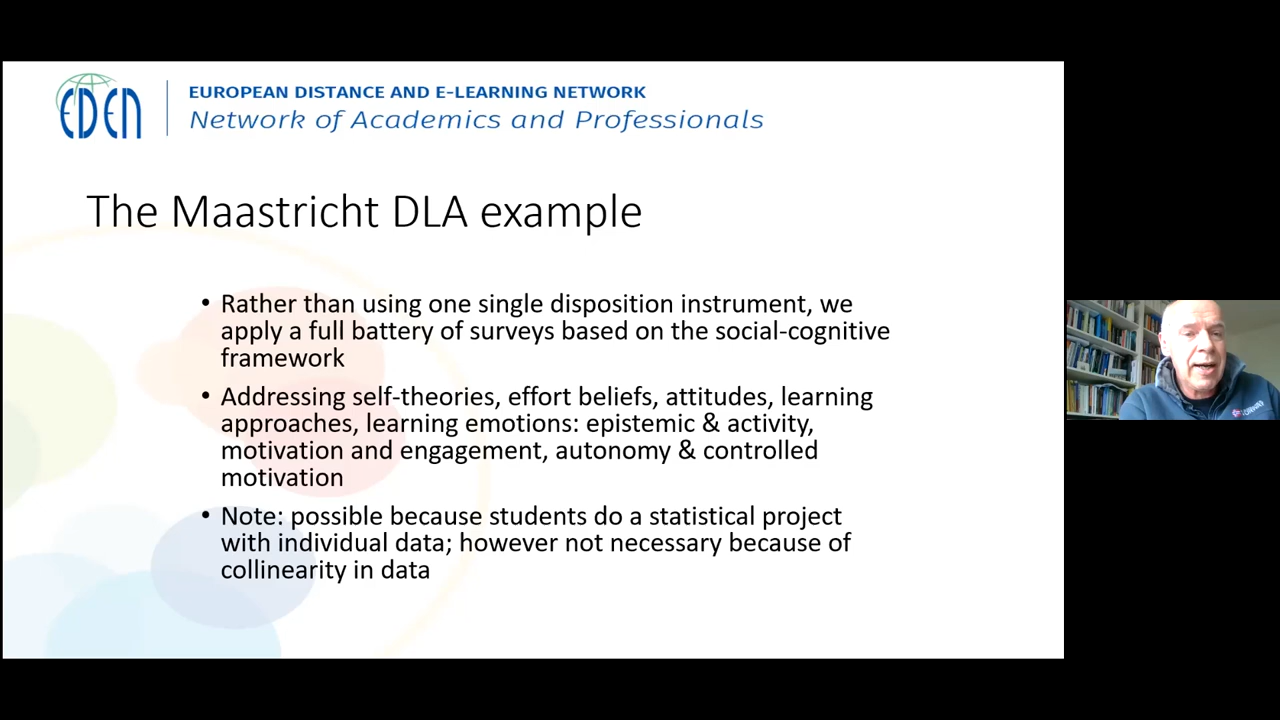 EDEN
EUROPEAN DISTANCE AND E-LEARNING NETWORK
Network of Academics and Professionals
The Maastricht DLA example
• Rather than using one single disposition instrument, we
apply a full battery of surveys based on the social-cognitive
framework
• Addressing self-theories, effort beliefs, attitudes, learning
approaches, learning emotions: epistemic & activity,
motivation and engagement, autonomy & controlled
motivation
• Note: possible because students do a statistical project
with individual data; however not necessary because of
collinearity in data